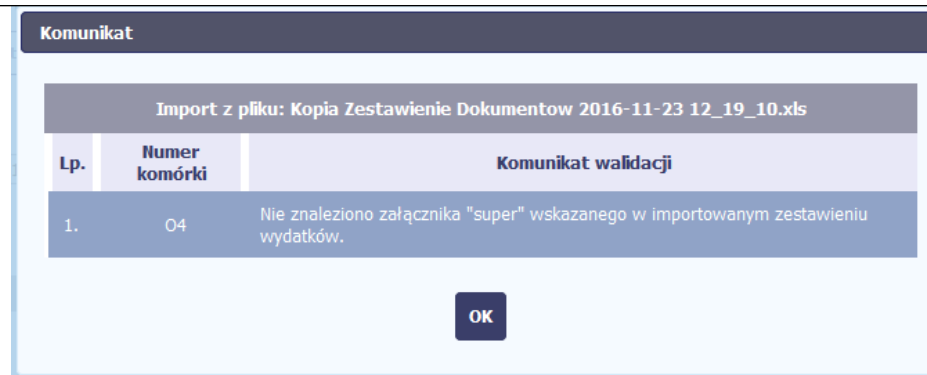 Komunikat
Import z pliku: Kopia Zestawienie Dokumentow 2016-11-23 12_19_10.xls
Lp.
Numer
komórki
Komunikat walidacji
1.
O4
Nie znaleziono załącznika "super" wskazanego w importowanym zestawieniu
wydatków.
OK